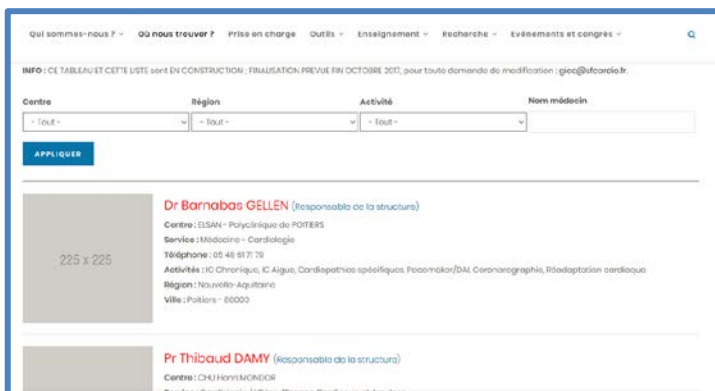 Qui sommes-nous ? Où nous trouver ? Prise en charge Outils Enseignement Recherche Evénements et congrès
INFO : CE TABLEAU ET CETTE LISTE sont EN CONSTRUCTION ; FINALISATION PREVUE FIN OCTOBRE 2017, pour toute demande de modification : giec@sfcardio.fr.
Centre Région Activité Nom médecin
- Tout - - Tout - - Tout -
APPLIQUER
Dr Barnabas GELLEN (Responsable de la structure)
Centre : ELSAN - Polyclinique de POITIERS
Service : Médecine - Cardiologie
225 x 225
Téléphone : 05 49 61 71 79
Activités : IC Chronique, IC Aigue, Cardiopathies spécifiques, Pacemaker/DAI, Coronarographie, Réadaptation cardiaque
Région : Nouvelle-Aquitaine
Ville : Poitiers - 86000
Pr Thibaud DAMY (Responsable de la structure)
Centre : CHU Henri MONDOR